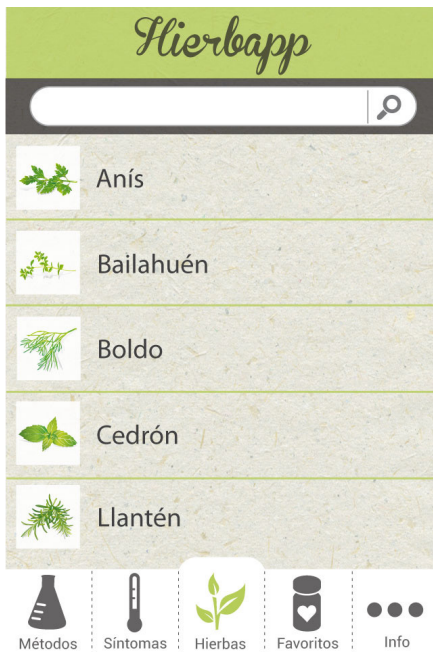 Hierbapp
Anís
Bailahuén
Boldo
Cedrón
Llantén
Métodos Síntomas Hierbas Favoritos Info